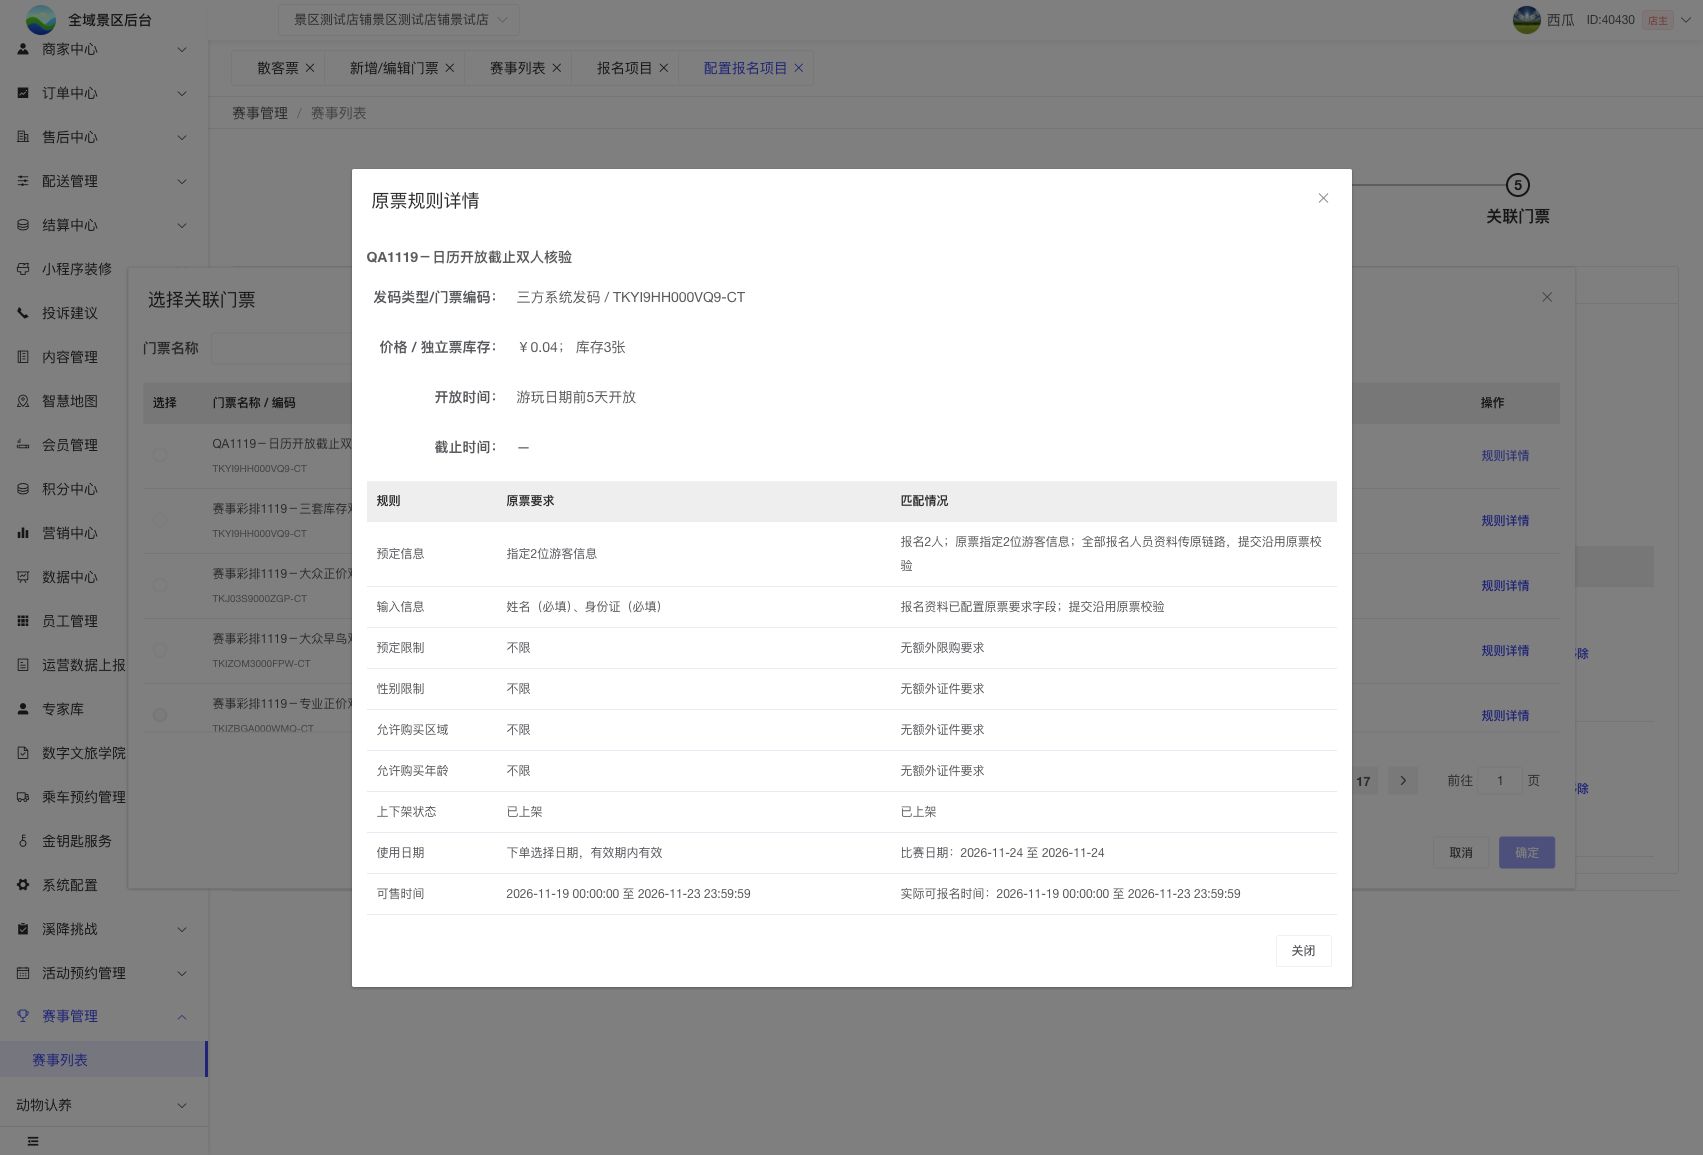 全域景区后台
景区测试店铺景区测试店铺景试店
西瓜 ID:40430 店主
商家中心
订单中心
售后中心
配送管理
结算中心
小程序装修
投诉建议
内容管理
智慧地图
会员管理
积分中心
营销中心
数据中心
员工管理
运营数据上报
专家库
数字文旅学院
乘车预约管理
金钥匙服务
系统配置
溪降挑战
活动预约管理
赛事管理
赛事列表
动物认养
散客票
新增/编辑门票
赛事列表
报名项目
配置报名项目
赛事管理 / 赛事列表
5
关联门票
选择关联门票
门票名称
选择 门票名称 / 编码 操作
QA1119－日历开放截止双
TKYI9HH000VQ9-CT
规则详情
赛事彩排1119－三套库存
TKYI9HH000VQ9-CT
规则详情
赛事彩排1119－大众正价
TKJ03S9000ZGP-CT
规则详情
赛事彩排1119－大众早鸟
TKIZOM3000FPW-CT
规则详情
赛事彩排1119－专业正价
TKIZBGA000WMQ-CT
规则详情
17
前往 1 页
取消
确定
除
除
原票规则详情
QA1119－日历开放截止双人核验
发码类型/门票编码： 三方系统发码 / TKYI9HH000VQ9-CT
价格 / 独立票库存： ￥0.04； 库存3张
开放时间： 游玩日期前5天开放
截止时间： —
规则 原票要求 匹配情况
预定信息 指定2位游客信息 报名2人；原票指定2位游客信息；全部报名人员资料传原链路，提交沿用原票校
验
输入信息 姓名（必填）、身份证（必填） 报名资料已配置原票要求字段；提交沿用原票校验
预定限制 不限 无额外限购要求
性别限制 不限 无额外证件要求
允许购买区域 不限 无额外证件要求
允许购买年龄 不限 无额外证件要求
上下架状态 已上架 已上架
使用日期 下单选择日期，有效期内有效 比赛日期：2026-11-24 至 2026-11-24
可售时间 2026-11-19 00:00:00 至 2026-11-23 23:59:59 实际可报名时间：2026-11-19 00:00:00 至 2026-11-23 23:59:59
关闭